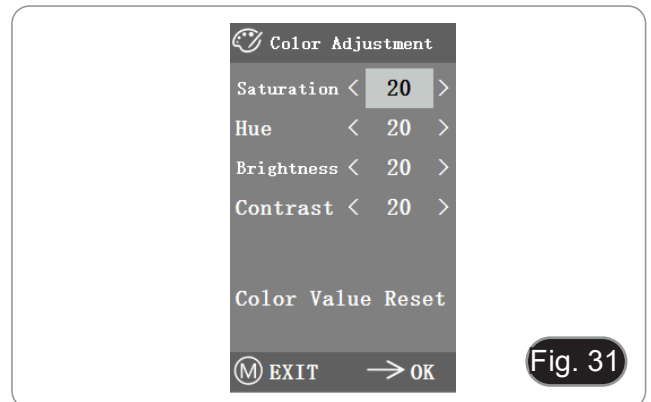 Color Adjustment
Saturation < 20 >
Hue < 20 >
Brightness < 20 >
Contrast < 20 >
Color Value Reset
M EXIT → OK
Fig. 31